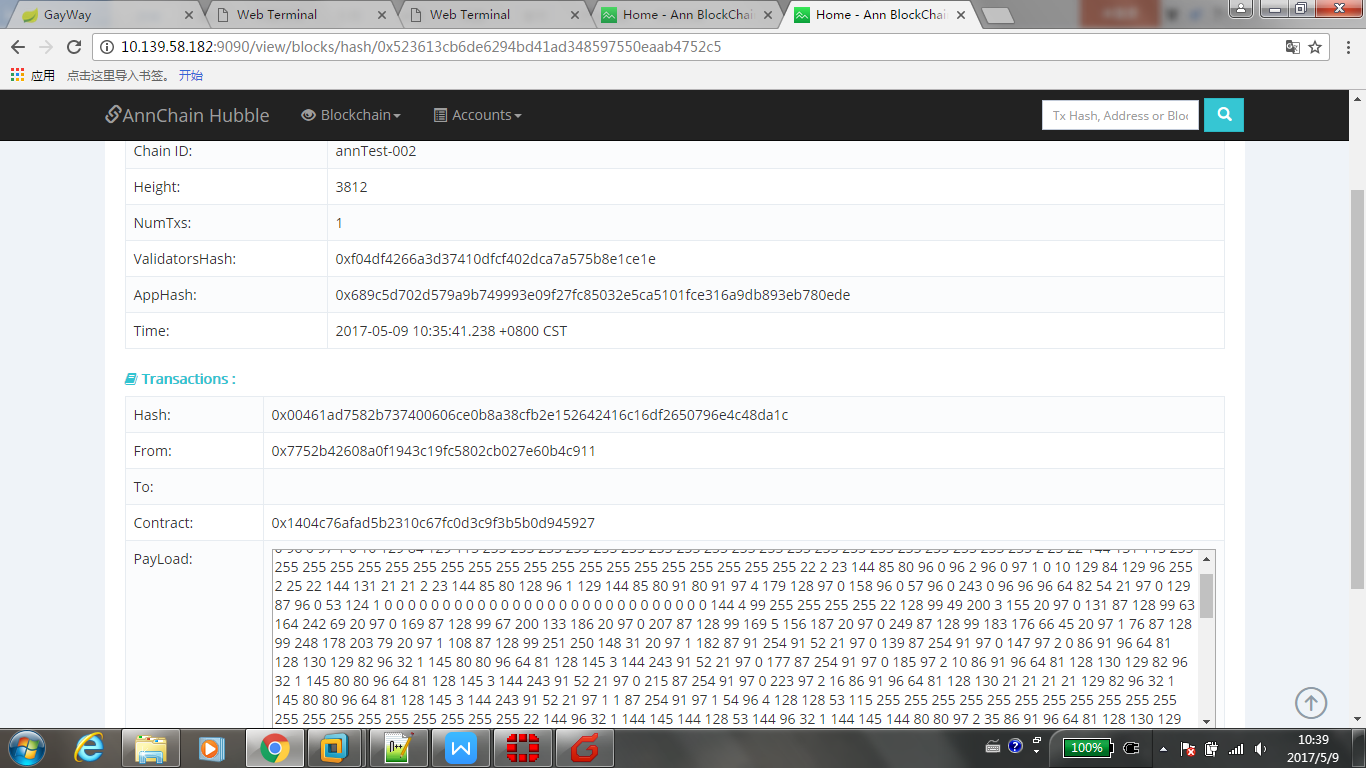 GayWay
Web Terminal
Web Terminal
Home - Ann BlockChai
Home - Ann BlockChai
10.139.58.182:9090/view/blocks/hash/0x523613cb6de6294bd41ad348597550eaab4752c5
应用 点击这里导入书签。 开始
AnnChain Hubble Blockchain Accounts Tx Hash, Address or Bloc
Chain ID: annTest-002
Height: 3812
NumTxs: 1
ValidatorsHash: 0xf04df4266a3d37410dfcf402dca7a575b8e1ce1e
AppHash: 0x689c5d702d579a9b749993e09f27fc85032e5ca5101fce316a9db893eb780ede
Time: 2017-05-09 10:35:41.238 +0800 CST
Transactions :
Hash: 0x00461ad7582b737400606ce0b8a38cfb2e152642416c16df2650796e4c48da1c
From: 0x7752b42608a0f1943c19fc5802cb027e60b4c911
To:
Contract: 0x1404c76afad5b2310c67fc0d3c9f3b5b0d945927
PayLoad:
255 255 255 255 255 255 255 255 255 255 255 255 255 255 255 255 255 255 255 22 2 23 144 85 80 96 0 96 2 96 0 97 1 0 10 129 84 129 96 255
2 25 22 144 131 21 21 2 23 144 85 80 128 96 1 129 144 85 80 91 80 91 97 4 179 128 97 0 158 96 0 57 96 0 243 0 96 96 96 64 82 54 21 97 0 129
87 96 0 53 124 1 0 0 0 0 0 0 0 0 0 0 0 0 0 0 0 0 0 0 0 0 0 0 0 0 0 0 0 0 144 4 99 255 255 255 255 22 128 99 49 200 3 155 20 97 0 131 87 128 99 63
164 242 69 20 97 0 169 87 128 99 67 200 133 186 20 97 0 207 87 128 99 169 5 156 187 20 97 0 249 87 128 99 183 176 66 45 20 97 1 76 87 128
99 248 178 203 79 20 97 1 108 87 128 99 251 250 148 31 20 97 1 182 87 91 254 91 52 21 97 0 139 87 254 91 97 0 147 97 2 0 86 91 96 64 81
128 130 129 82 96 32 1 145 80 80 96 64 81 128 145 3 144 243 91 52 21 97 0 177 87 254 91 97 0 185 97 2 10 86 91 96 64 81 128 130 129 82 96
32 1 145 80 80 96 64 81 128 145 3 144 243 91 52 21 97 0 215 87 254 91 97 0 223 97 2 16 86 91 96 64 81 128 130 21 21 21 21 129 82 96 32 1
145 80 80 96 64 81 128 145 3 144 243 91 52 21 97 1 1 87 254 91 97 1 54 96 4 128 128 53 115 255 255 255 255 255 255 255 255 255 255 255
255 255 255 255 255 255 255 255 255 255 22 144 96 32 1 144 145 144 128 53 144 96 32 1 144 145 144 80 80 97 2 35 86 91 96 64 81 128 130 129
100%
10:39
2017/5/9